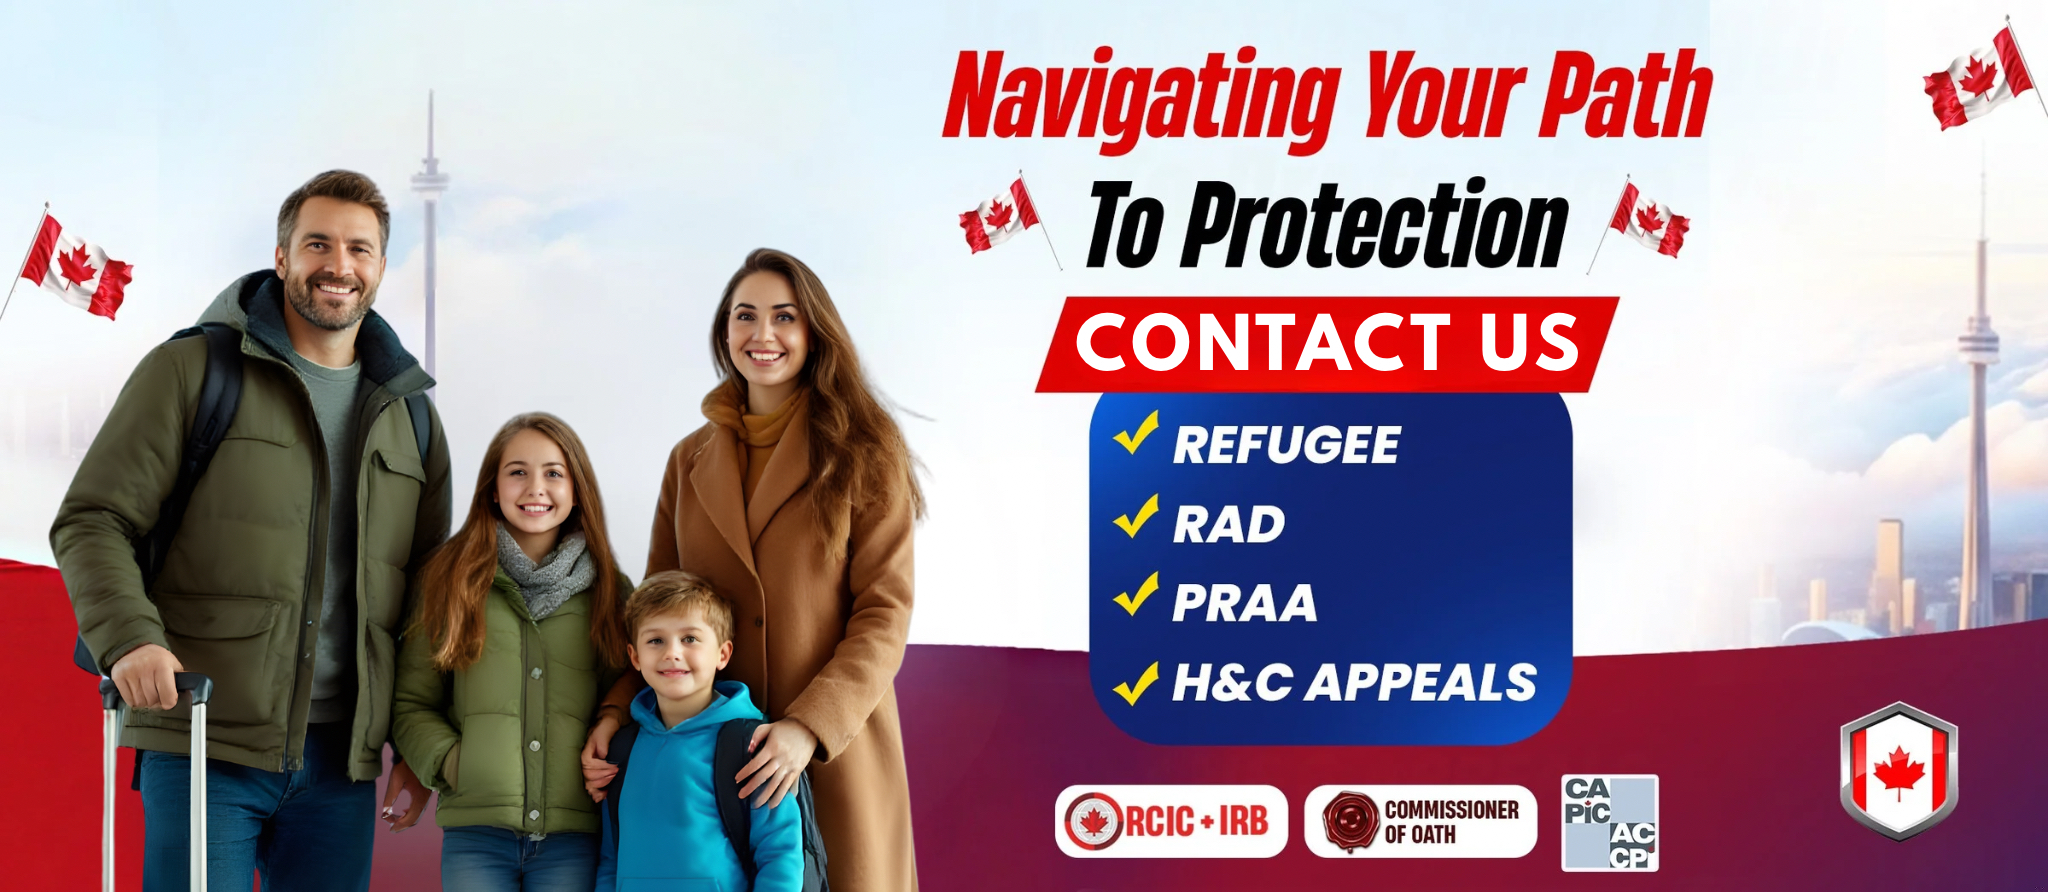 Navigating Your Path
To Protection
CONTACT US
REFUGEE
RAD
PRAA
H&C APPEALS
RCIC + IRB
COMMISSIONER
OF OATH
CA
PiC
AC
CPi